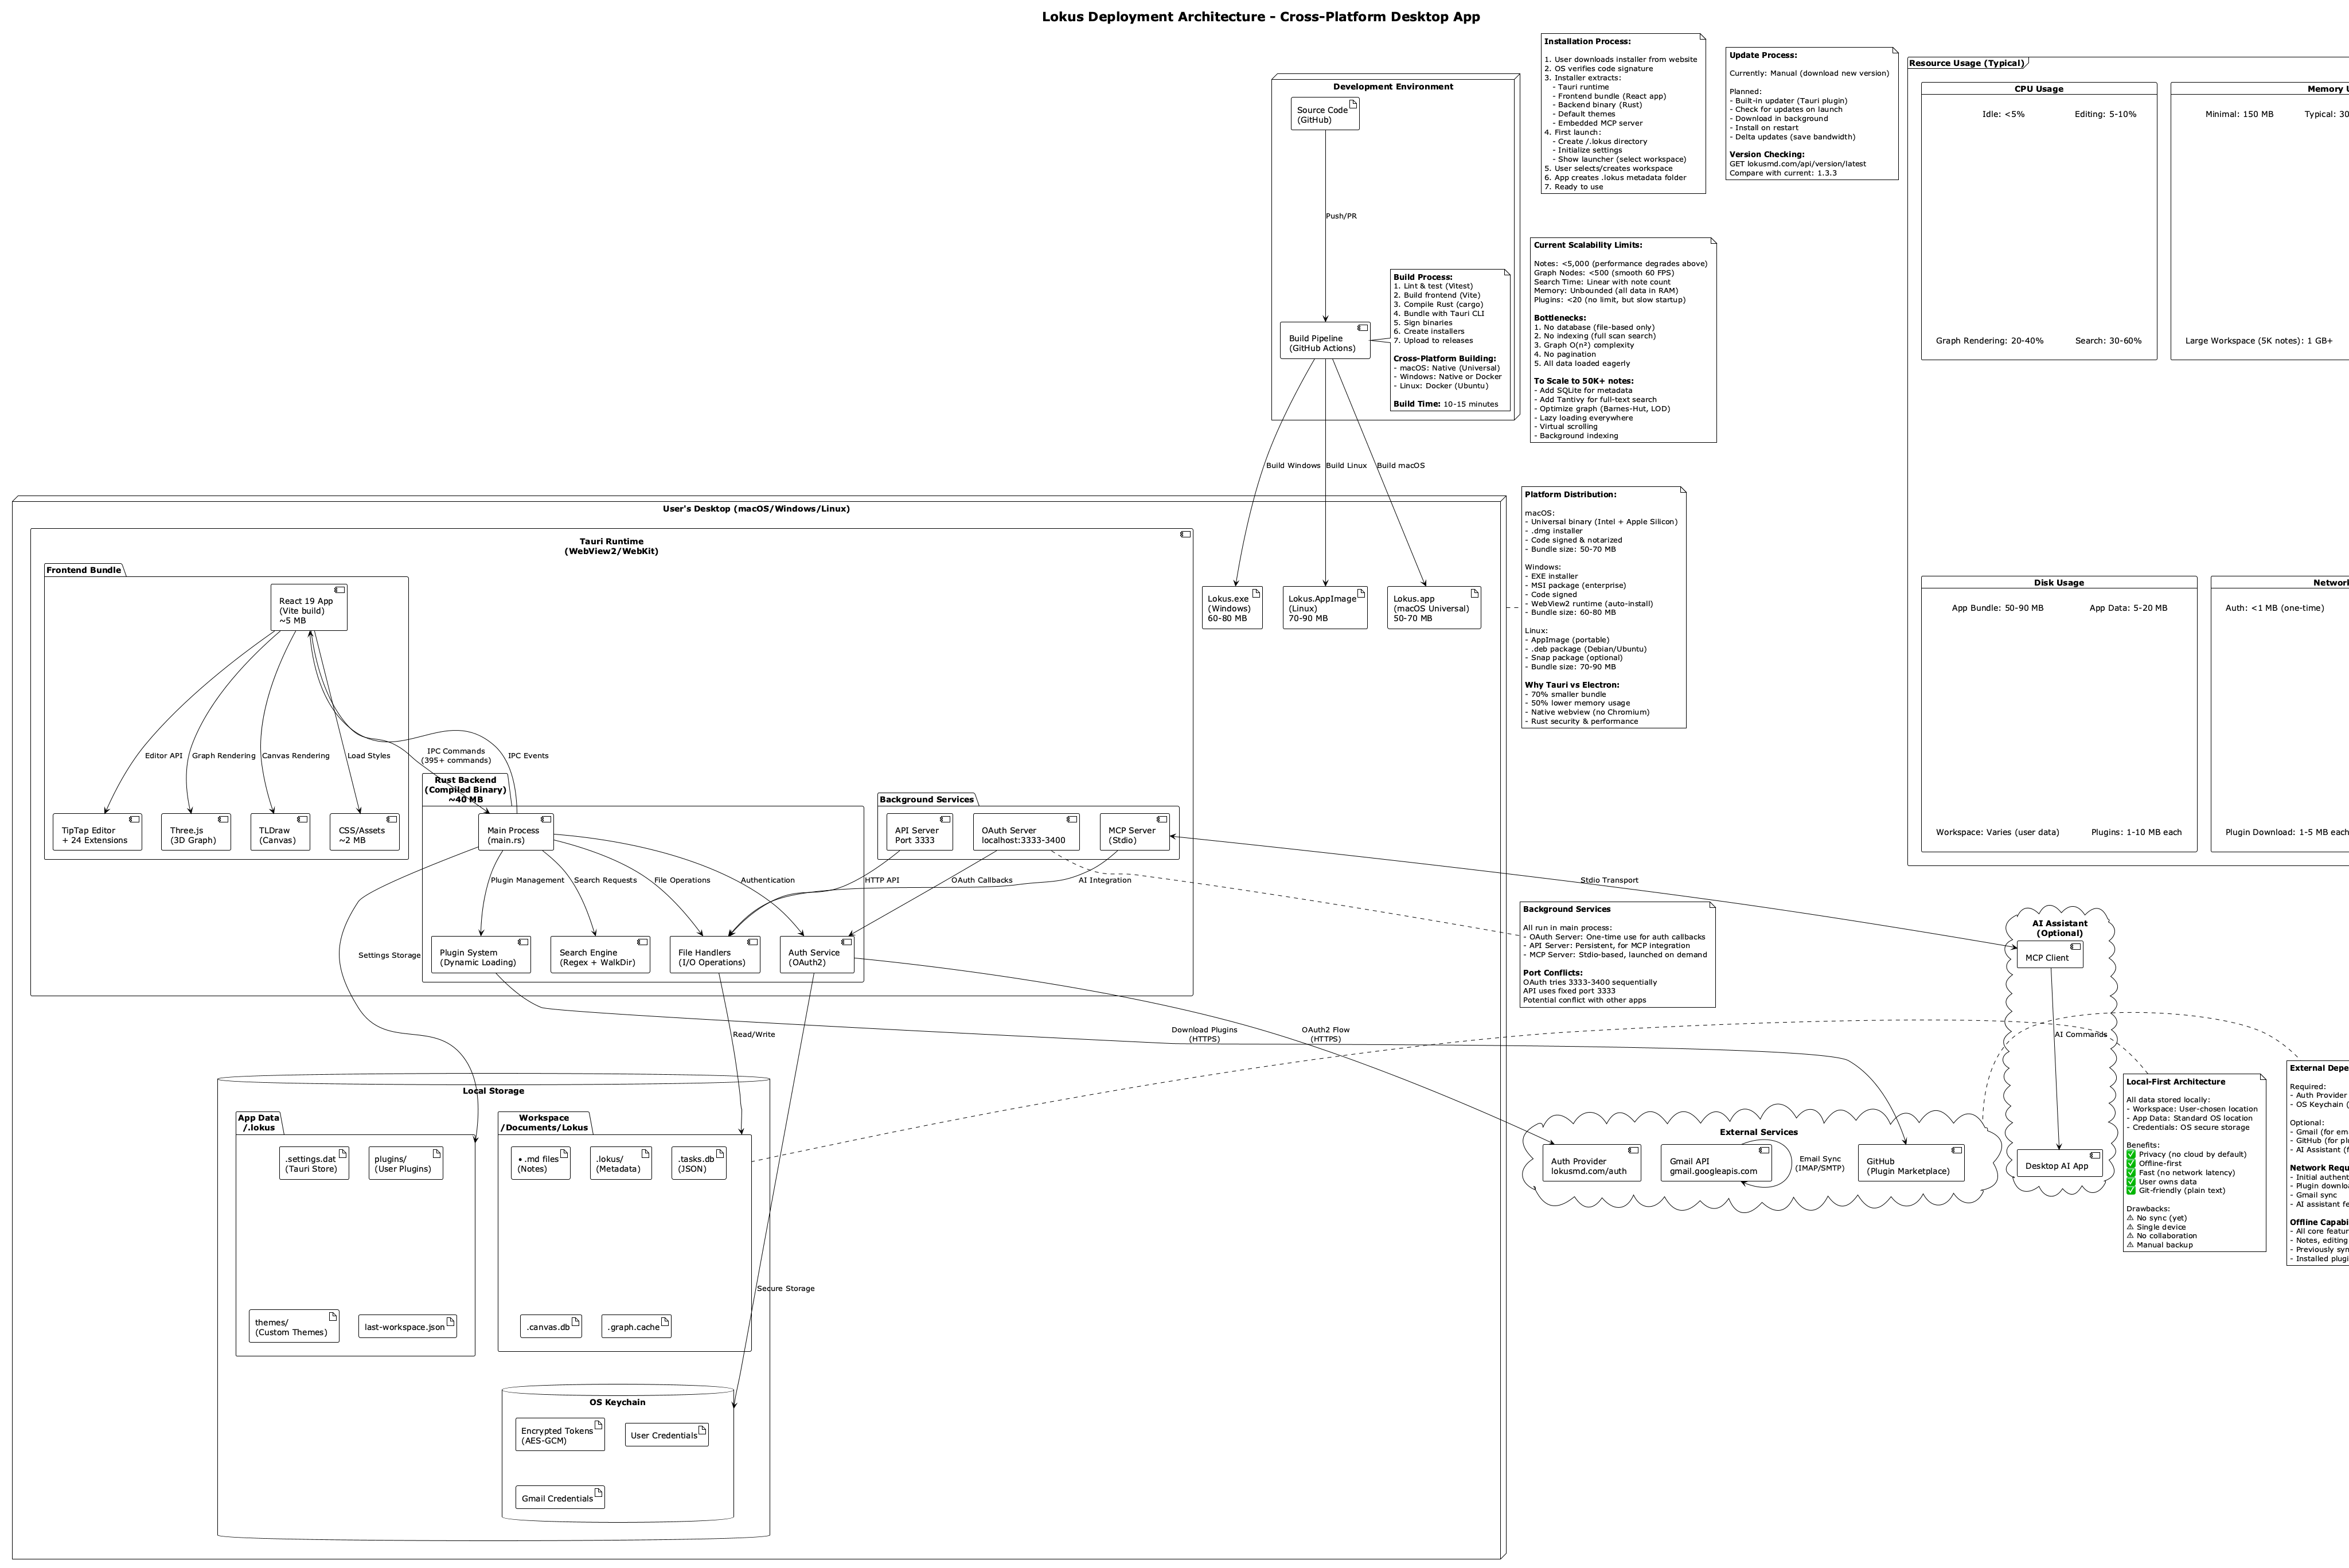 Lokus Deployment Architecture - Cross-Platform Desktop App
Development Environment
Source Code
(GitHub)
Push/PR
Build Pipeline
(GitHub Actions)
Build Process:
1. Lint & test (Vitest)
2. Build frontend (Vite)
3. Compile Rust (cargo)
4. Bundle with Tauri CLI
5. Sign binaries
6. Create installers
7. Upload to releases
Cross-Platform Building:
- macOS: Native (Universal)
- Windows: Native or Docker
- Linux: Docker (Ubuntu)
Build Time: 10-15 minutes
Build Windows
Build Linux
Build macOS
Installation Process:
1. User downloads installer from website
2. OS verifies code signature
3. Installer extracts:
- Tauri runtime
- Frontend bundle (React app)
- Backend binary (Rust)
- Default themes
- Embedded MCP server
4. First launch:
- Create /.lokus directory
- Initialize settings
- Show launcher (select workspace)
5. User selects/creates workspace
6. App creates .lokus metadata folder
7. Ready to use
Update Process:
Currently: Manual (download new version)
Planned:
- Built-in updater (Tauri plugin)
- Check for updates on launch
- Download in background
- Install on restart
- Delta updates (save bandwidth)
Version Checking:
GET lokusmd.com/api/version/latest
Compare with current: 1.3.3
Current Scalability Limits:
Notes: <5,000 (performance degrades above)
Graph Nodes: <500 (smooth 60 FPS)
Search Time: Linear with note count
Memory: Unbounded (all data in RAM)
Plugins: <20 (no limit, but slow startup)
Bottlenecks:
1. No database (file-based only)
2. No indexing (full scan search)
3. Graph O(n²) complexity
4. No pagination
5. All data loaded eagerly
To Scale to 50K+ notes:
- Add SQLite for metadata
- Add Tantivy for full-text search
- Optimize graph (Barnes-Hut, LOD)
- Lazy loading everywhere
- Virtual scrolling
- Background indexing
Resource Usage (Typical)
CPU Usage
Idle: <5%
Editing: 5-10%
Graph Rendering: 20-40%
Search: 30-60%
Memory U
Minimal: 150 MB
Typical: 30
Large Workspace (5K notes): 1 GB+
Disk Usage
App Bundle: 50-90 MB
App Data: 5-20 MB
Workspace: Varies (user data)
Plugins: 1-10 MB each
Network
Auth: <1 MB (one-time)
Plugin Download: 1-5 MB each
User's Desktop (macOS/Windows/Linux)
Tauri Runtime
(WebView2/WebKit)
Frontend Bundle
React 19 App
(Vite build)
~5 MB
Editor API
Graph Rendering
Canvas Rendering
Load Styles
IPC Commands
(395+ commands)
IPC Events
TipTap Editor
+ 24 Extensions
Three.js
(3D Graph)
TLDraw
(Canvas)
CSS/Assets
~2 MB
Lokus.exe
(Windows)
60-80 MB
Lokus.AppImage
(Linux)
70-90 MB
Lokus.app
(macOS Universal)
50-70 MB
Platform Distribution:
macOS:
- Universal binary (Intel + Apple Silicon)
- .dmg installer
- Code signed & notarized
- Bundle size: 50-70 MB
Windows:
- EXE installer
- MSI package (enterprise)
- Code signed
- WebView2 runtime (auto-install)
- Bundle size: 60-80 MB
Linux:
- AppImage (portable)
- .deb package (Debian/Ubuntu)
- Snap package (optional)
- Bundle size: 70-90 MB
Why Tauri vs Electron:
- 70% smaller bundle
- 50% lower memory usage
- Native webview (no Chromium)
- Rust security & performance
Rust Backend
(Compiled Binary)
~40 MB
Main Process
(main.rs)
Background Services
API Server
Port 3333
OAuth Server
localhost:3333-3400
MCP Server
(Stdio)
Plugin Management
Search Requests
File Operations
Authentication
HTTP API
OAuth Callbacks
AI Integration
Stdio Transport
Settings Storage
Plugin System
(Dynamic Loading)
Search Engine
(Regex + WalkDir)
File Handlers
(I/O Operations)
Auth Service
(OAuth2)
Background Services
All run in main process:
- OAuth Server: One-time use for auth callbacks
- API Server: Persistent, for MCP integration
- MCP Server: Stdio-based, launched on demand
Port Conflicts:
OAuth tries 3333-3400 sequentially
API uses fixed port 3333
Potential conflict with other apps
AI Assistant
(Optional)
MCP Client
AI Commands
Desktop AI App
Read/Write
Download Plugins
(HTTPS)
OAuth2 Flow
(HTTPS)
Local Storage
App Data
/.lokus
.settings.dat
(Tauri Store)
plugins/
(User Plugins)
themes/
(Custom Themes)
last-workspace.json
Workspace
/Documents/Lokus
• .md files
(Notes)
.lokus/
(Metadata)
.tasks.db
(JSON)
.canvas.db
.graph.cache
Secure Storage
OS Keychain
Encrypted Tokens
(AES-GCM)
User Credentials
Gmail Credentials
External Services
Auth Provider
lokusmd.com/auth
Gmail API
gmail.googleapis.com
Email Sync
(IMAP/SMTP)
GitHub
(Plugin Marketplace)
Local-First Architecture
All data stored locally:
- Workspace: User-chosen location
- App Data: Standard OS location
- Credentials: OS secure storage
Benefits:
✅ Privacy (no cloud by default)
✅ Offline-first
✅ Fast (no network latency)
✅ User owns data
✅ Git-friendly (plain text)
Drawbacks:
⚠ No sync (yet)
⚠ Single device
⚠ No collaboration
⚠ Manual backup
External Depe
Required:
- Auth Provider
- OS Keychain (
Optional:
- Gmail (for em
- GitHub (for plu
- AI Assistant (f
Network Requ
- Initial authent
- Plugin downloa
- Gmail sync
- AI assistant fe
Offline Capabi
- All core featur
- Notes, editing
- Previously syn
- Installed plugi